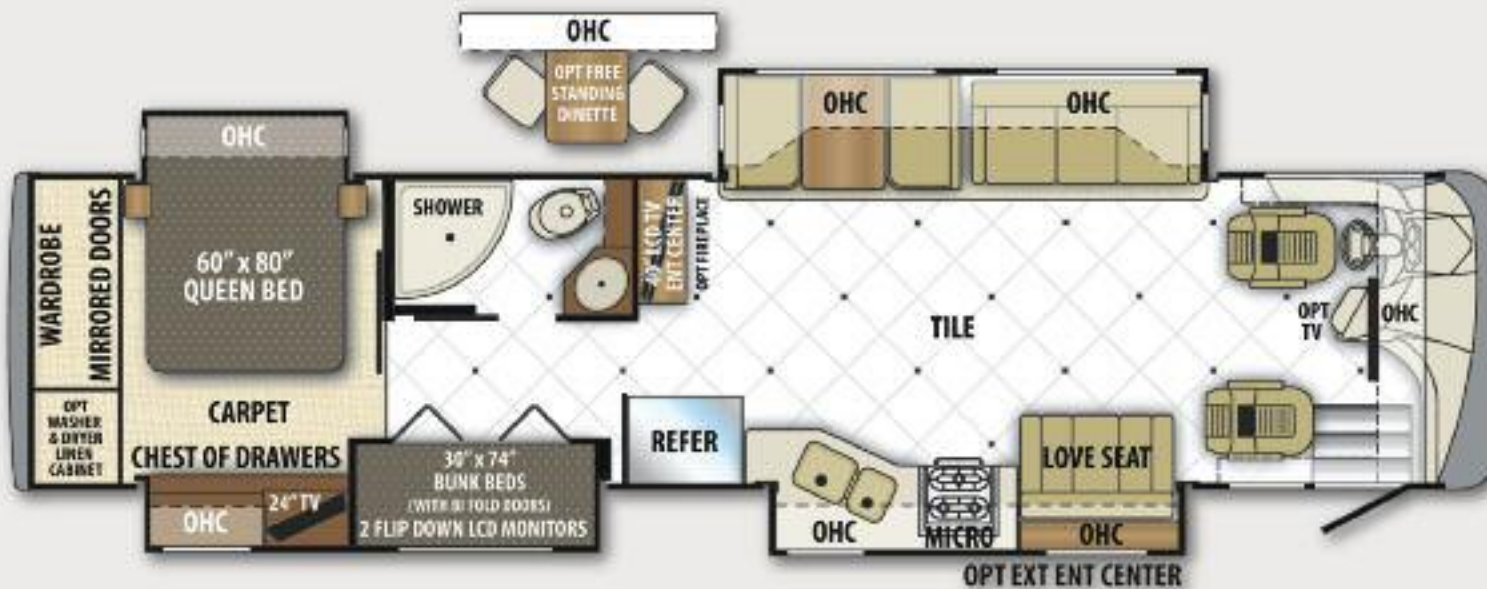 OHC
OPT FREE
STANDING
DINETTE
OHC
OHC
OHC
WARDROBE
MIRRORED DOORS
60" x 80"
QUEEN BED
SHOWER
40" LCD TV
ENT CENTER
OPT FIREPLACE
TILE
OPT
TV
OHC
OPT
WASHER
& DRYER
LINEN
CABINET
CARPET
CHEST OF DRAWERS
24" TV
OHC
30" x 74"
BUNK BEDS
(WITH BI FOLD DOORS)
2 FLIP DOWN LCD MONITORS
REFER
OHC
MICRO
LOVE SEAT
OHC
OPT EXT ENT CENTER